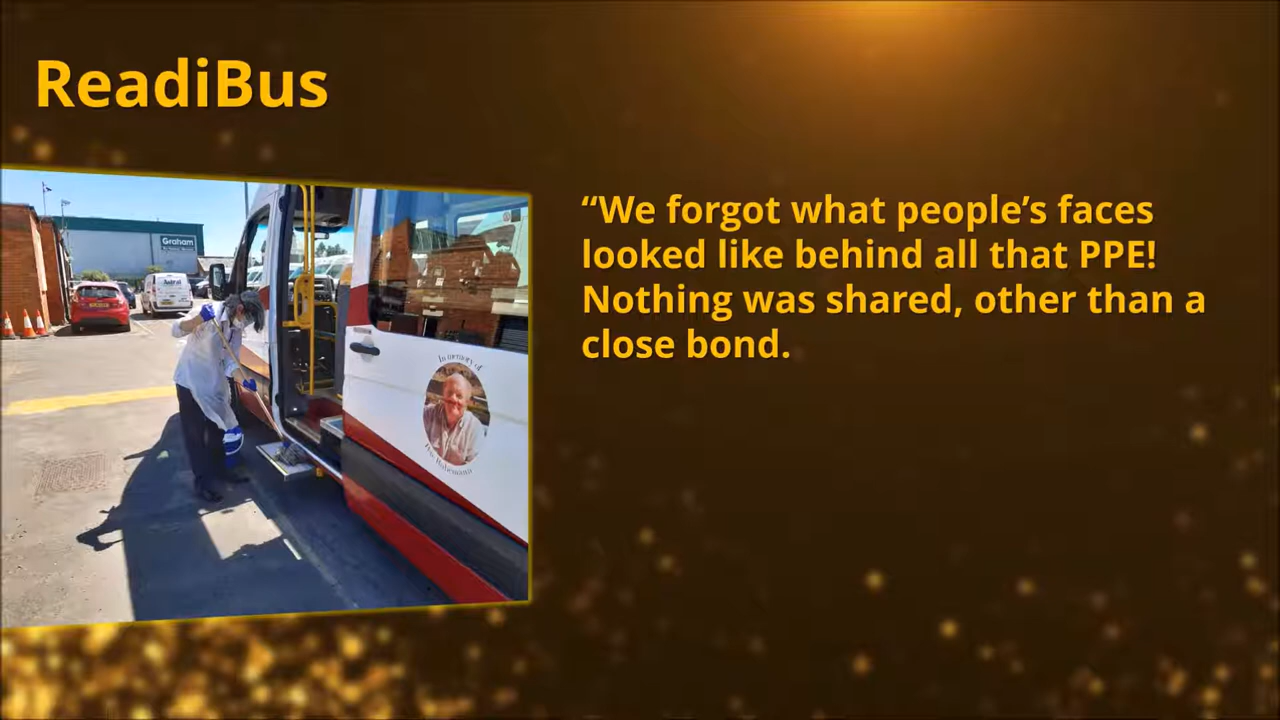 ReadiBus
Graham
Astral
In memory of
“We forgot what people’s faces
looked like behind all that PPE!
Nothing was shared, other than a
close bond.